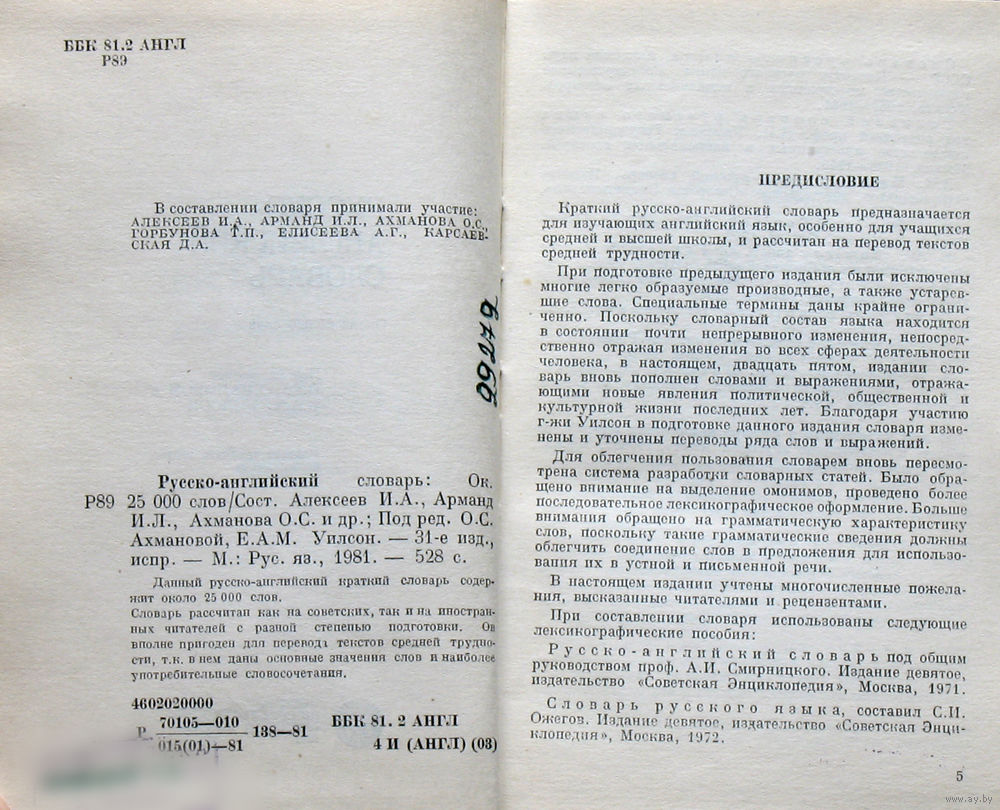 ББК 81.2 АНГЛ
Р89
В составлении словаря принимали участие:
АЛЕКСЕЕВ И.А., АРМАНД И.Л., АХМАНОВА О.С.,
ГОРБУНОВА Т.П., ЕЛИСЕЕВА А.Г., КАРСАЕВ-
СКАЯ Д.А.
99279
Русско-английский словарь: Ок.
Р89 25 000 слов/Сост. Алексеев И.А., Арманд
И.Л., Ахманова О.С. и др.; Под ред. О.С.
Ахмановой, Е.А.М. Уилсон. — 31-е изд.,
испр. — М.: Рус. яз., 1981. — 528 с.
Данный русско-английский краткий словарь содер-
жит около 25 000 слов.
Словарь рассчитан как на советских, так и на иностран-
ных читателей с разной степенью подготовки. Он
вполне пригоден для перевода текстов средней трудно-
сти, т.к. в нем даны основные значения слов и наиболее
употребительные словосочетания.
4602020000
Р 70105—010
015(01)—81
138—81
ББК 81. 2 АНГЛ
4 И (АНГЛ) (03)
ПРЕДИСЛОВИЕ
Краткий русско-английский словарь предназначается
для изучающих английский язык, особенно для учащихся
средней и высшей школы, и рассчитан на перевод текстов
средней трудности.
При подготовке предыдущего издания были исключены
многие легко образуемые производные, а также устарев-
шие слова. Специальные термины даны крайне ограни-
ченно. Поскольку словарный состав языка находится
в состоянии почти непрерывного изменения, непосред-
ственно отражая изменения во всех сферах деятельности
человека, в настоящем, двадцать пятом, издании сло-
варь вновь пополнен словами и выражениями, отража-
ющими новые явления политической, общественной и
культурной жизни последних лет. Благодаря участию
г-жи Уилсон в подготовке данного издания словаря изме-
нены и уточнены переводы ряда слов и выражений.
Для облегчения пользования словарем вновь пересмо-
трена система разработки словарных статей. Было обра-
щено внимание на выделение омонимов, проведено более
последовательное лексикографическое оформление. Больше
внимания обращено на грамматическую характеристику
слов, поскольку такие грамматические сведения должны
облегчить соединение слов в предложения для использо-
вания их в устной и письменной речи.
В настоящем издании учтены многочисленные пожела-
ния, высказанные читателями и рецензентами.
При составлении словаря использованы следующие
лексикографические пособия:
Русско-английский словарь под общим
руководством проф. А.И. Смирницкого. Издание девятое,
издательство «Советская Энциклопедия», Москва, 1971.
Словарь русского языка, составил С.И.
Ожегов. Издание девятое, издательство «Советская Энци-
клопедия», Москва, 1972.
5
www.ay.by